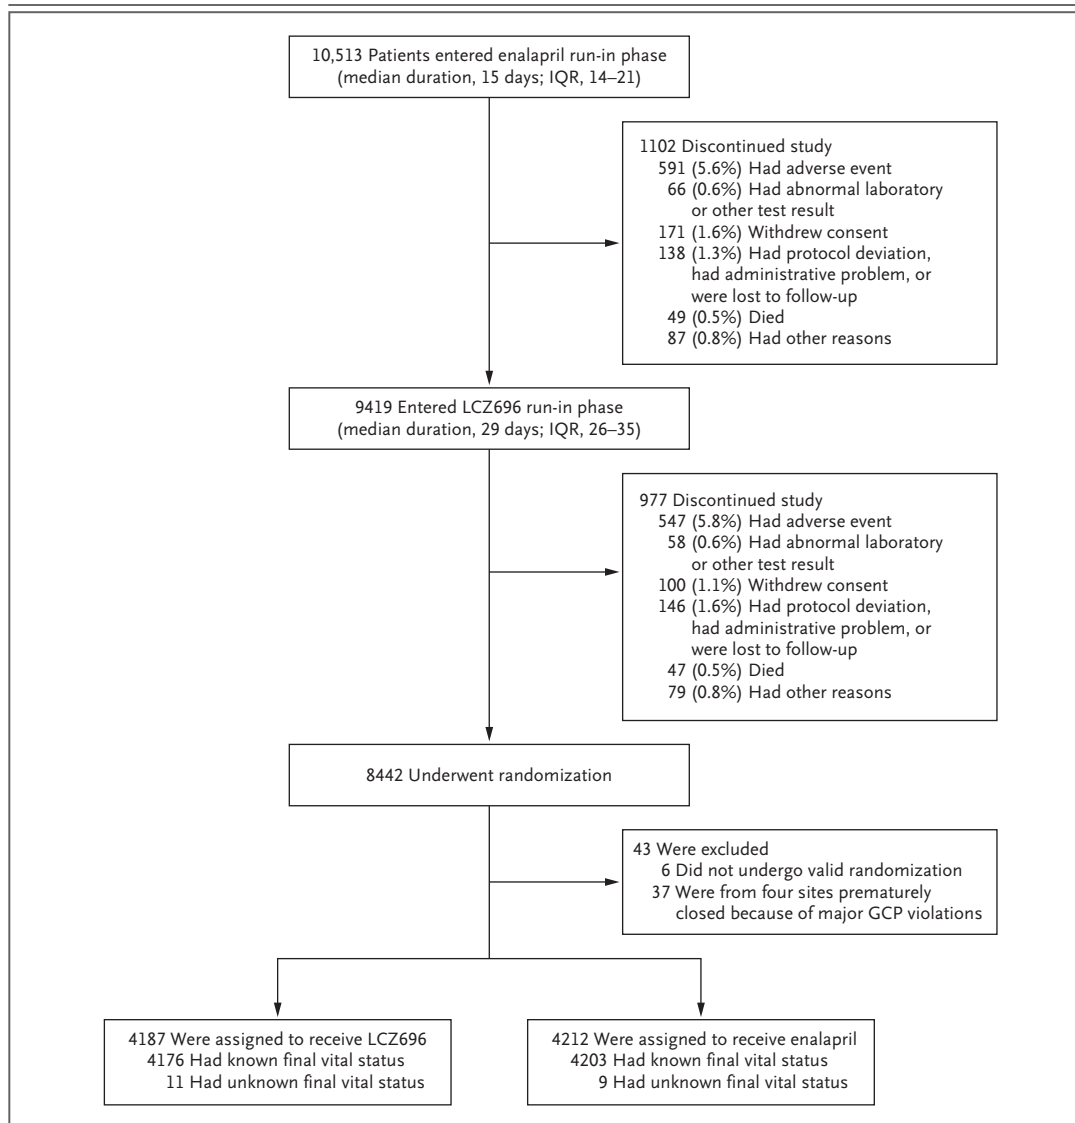 10,513 Patients entered enalapril run-in phase
(median duration, 15 days; IQR, 14–21)
1102 Discontinued study
591 (5.6%) Had adverse event
66 (0.6%) Had abnormal laboratory
or other test result
171 (1.6%) Withdrew consent
138 (1.3%) Had protocol deviation,
had administrative problem, or
were lost to follow-up
49 (0.5%) Died
87 (0.8%) Had other reasons
9419 Entered LCZ696 run-in phase
(median duration, 29 days; IQR, 26–35)
977 Discontinued study
547 (5.8%) Had adverse event
58 (0.6%) Had abnormal laboratory
or other test result
100 (1.1%) Withdrew consent
146 (1.6%) Had protocol deviation,
had administrative problem, or
were lost to follow-up
47 (0.5%) Died
79 (0.8%) Had other reasons
8442 Underwent randomization
43 Were excluded
6 Did not undergo valid randomization
37 Were from four sites prematurely
closed because of major GCP violations
4187 Were assigned to receive LCZ696
4176 Had known final vital status
11 Had unknown final vital status
4212 Were assigned to receive enalapril
4203 Had known final vital status
9 Had unknown final vital status